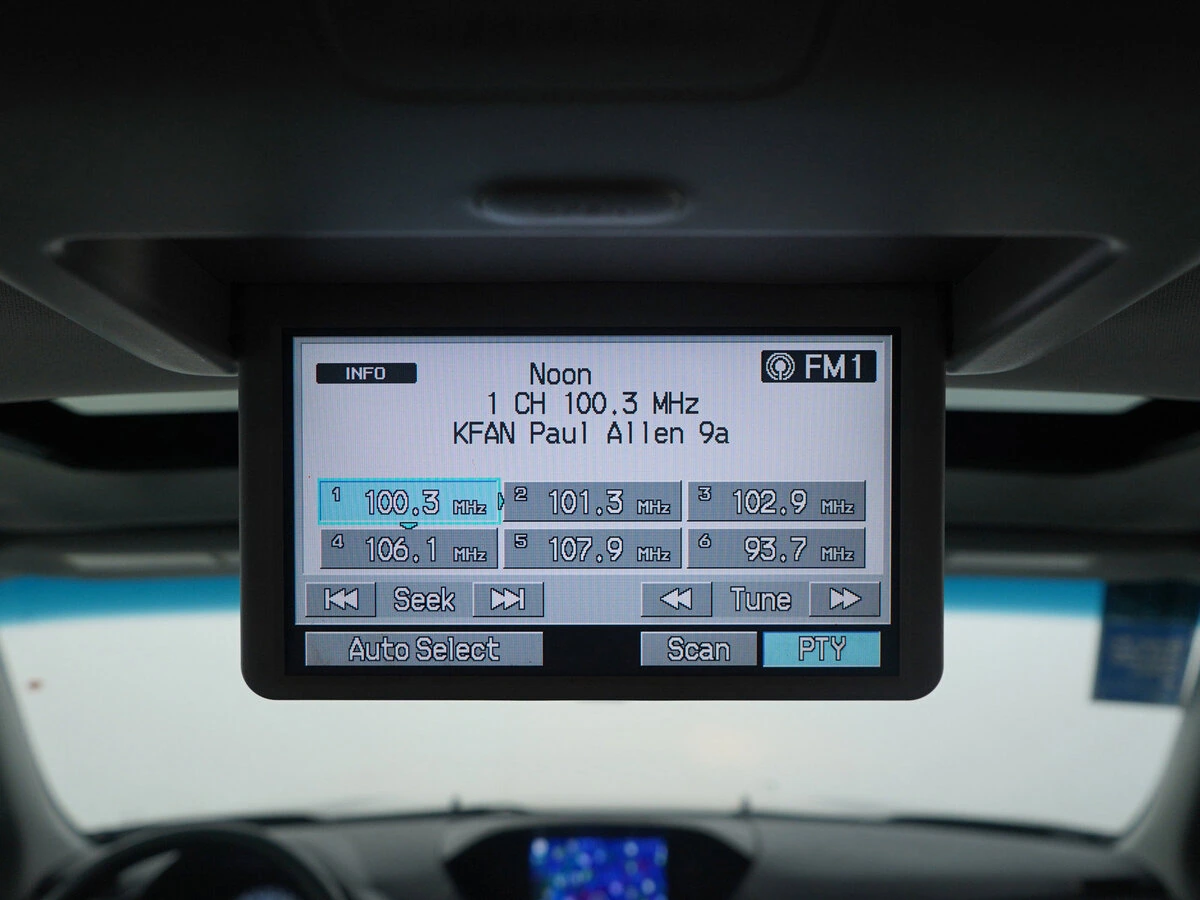 INFO
Noon
FM1
1 CH 100.3 MHz
KFAN Paul Allen 9a
1 100.3 MHz 2 101.3 MHz 3 102.9 MHz
4 106.1 MHz 5 107.9 MHz 6 93.7 MHz
Seek Tune
Auto Select Scan PTY